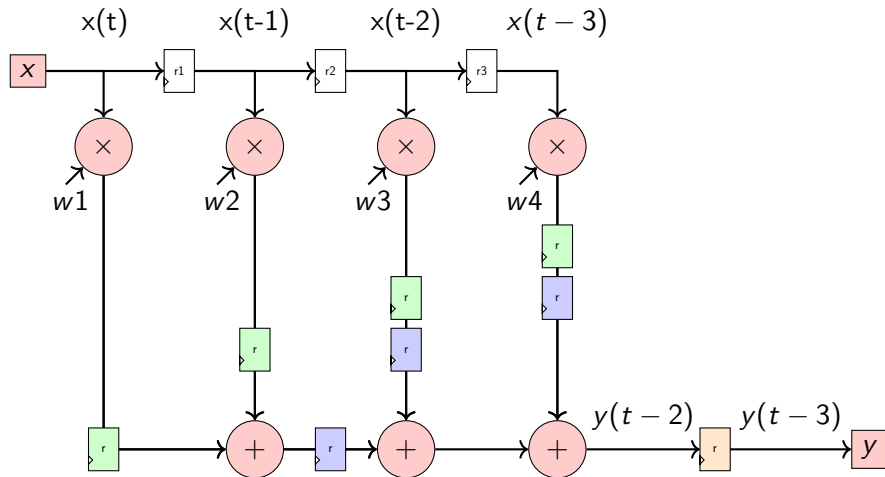 x(t) x(t-1) x(t-2) x(t − 3)
x r1 r2 r3
× × × ×
w1 w2 w3 w4
r
r r
r r
r + r + + y(t − 2) r y(t − 3) y